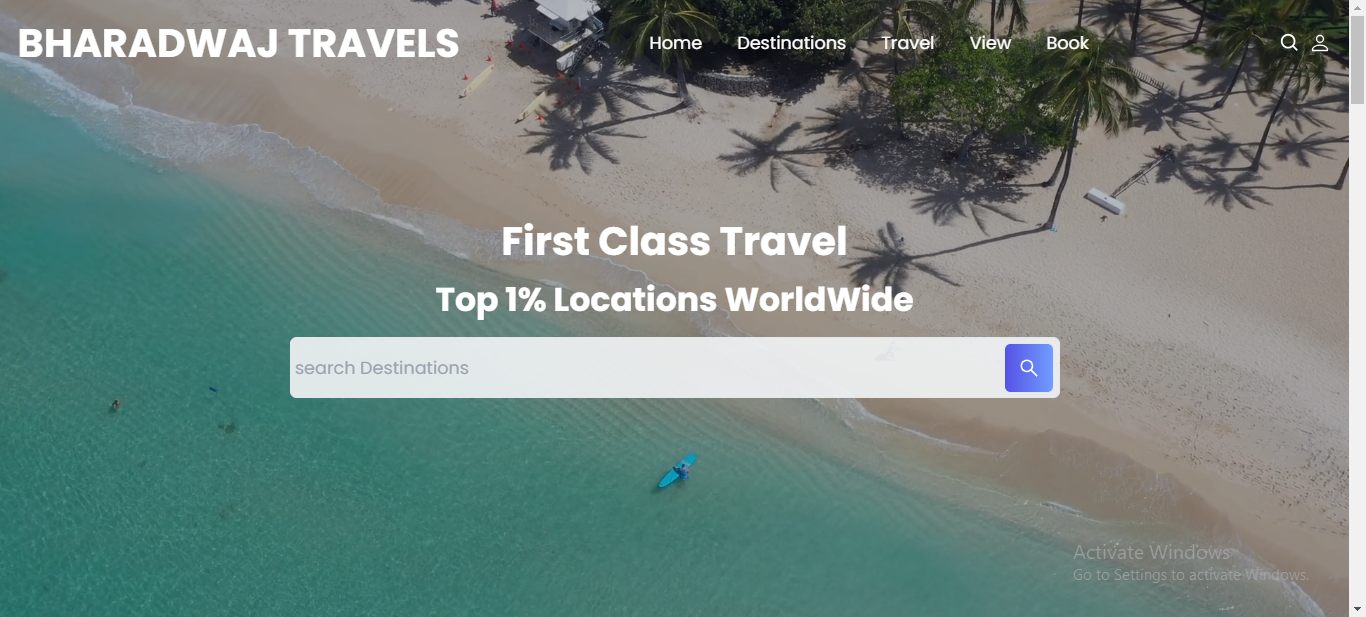 BHARADWAJ TRAVELS
Home Destinations Travel View Book
First Class Travel
Top 1% Locations WorldWide
search Destinations
Activate Windows
Go to Settings to activate Windows.